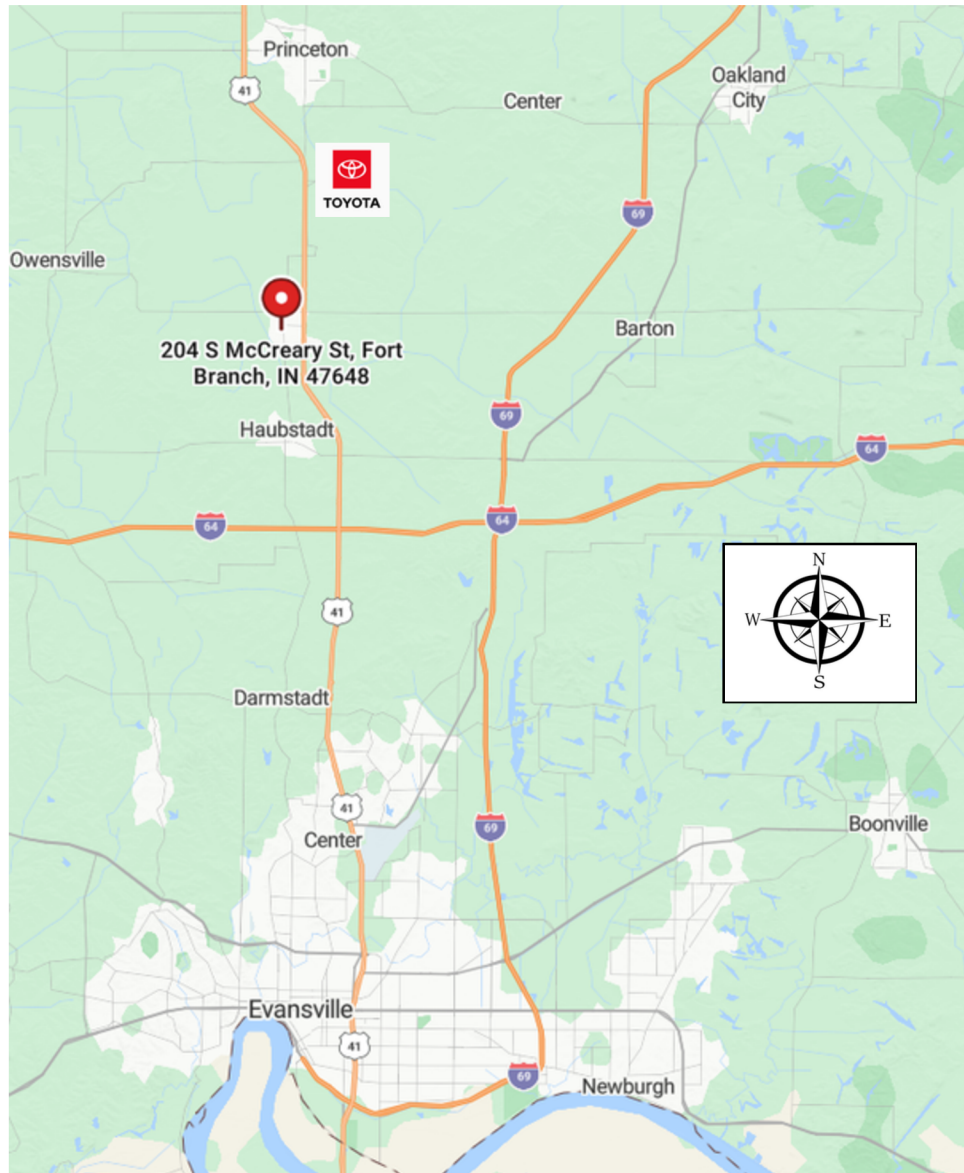 Princeton
Oakland
City
41
Center
TOYOTA
69
Owensville
Barton
204 S McCreary St, Fort
Branch, IN 47648
69
Haubstadt
64
64
64
N
W
E
S
41
Darmstadt
41
Center
69
Boonville
Evansville
41
69
Newburgh